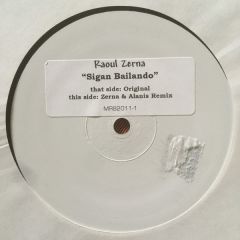 Raoul Zerna
"Sigan Bailando"
that side: Original
this side: Zerna & Alanis Remix
MRB2011-1